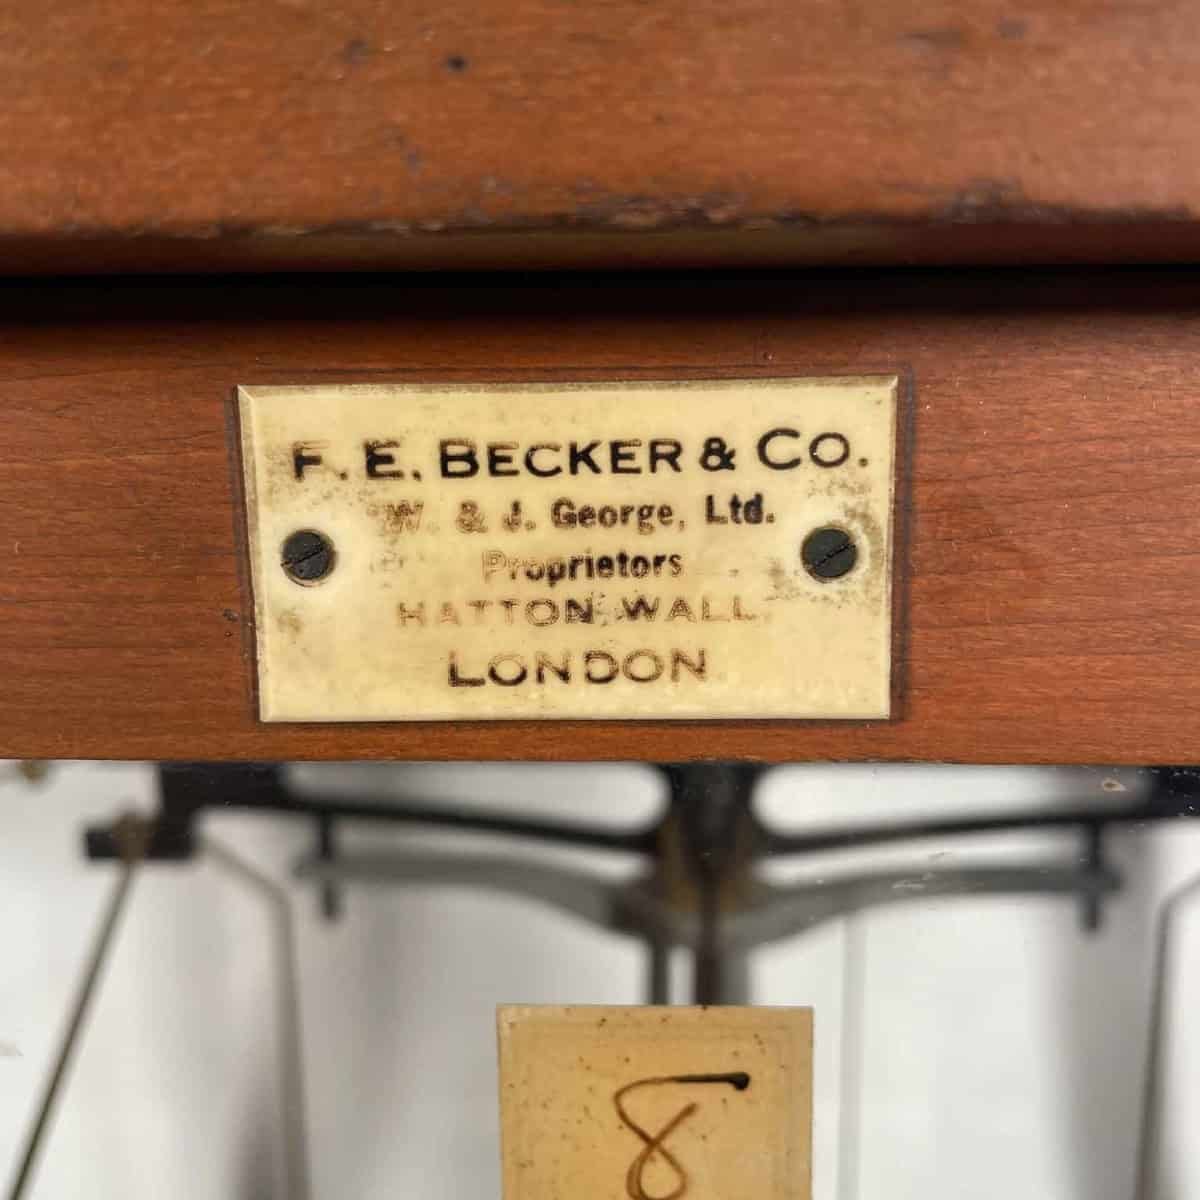 F. E. BECKER & CO.
W. & J. George, Ltd.
Proprietors
HATTON WALL,
LONDON.
8